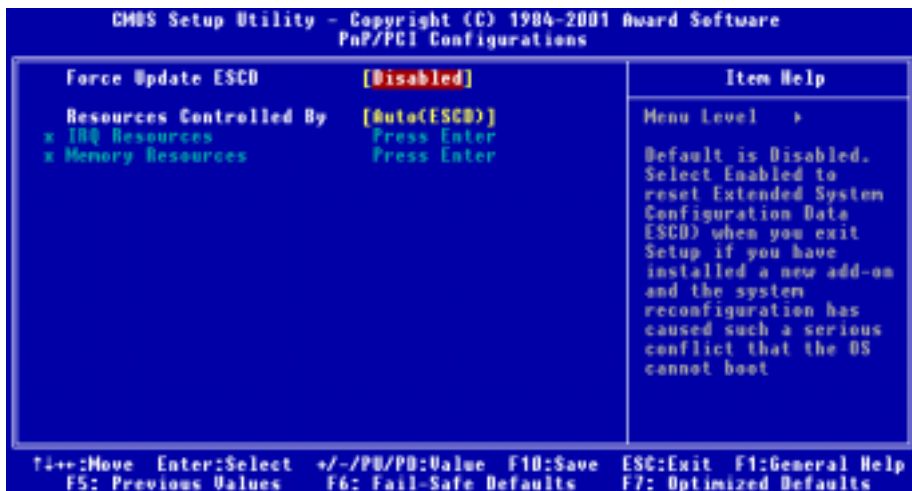 CMOS Setup Utility - Copyright (C) 1984-2001 Award Software
PnP/PCI Configurations
Force Update ESCD [Disabled]
Resources Controlled By [Auto(ESCD)]
x IRQ Resources Press Enter
x Memory Resources Press Enter
Item Help
Menu Level ▸
Default is Disabled.
Select Enabled to
reset Extended System
Configuration Data
ESCD) when you exit
Setup if you have
installed a new add-on
and the system
reconfiguration has
caused such a serious
conflict that the OS
cannot boot
↑↓→←:Move Enter:Select +/-/PU/PD:Value F10:Save ESC:Exit F1:General Help
F5: Previous Values F6: Fail-Safe Defaults F7: Optimized Defaults